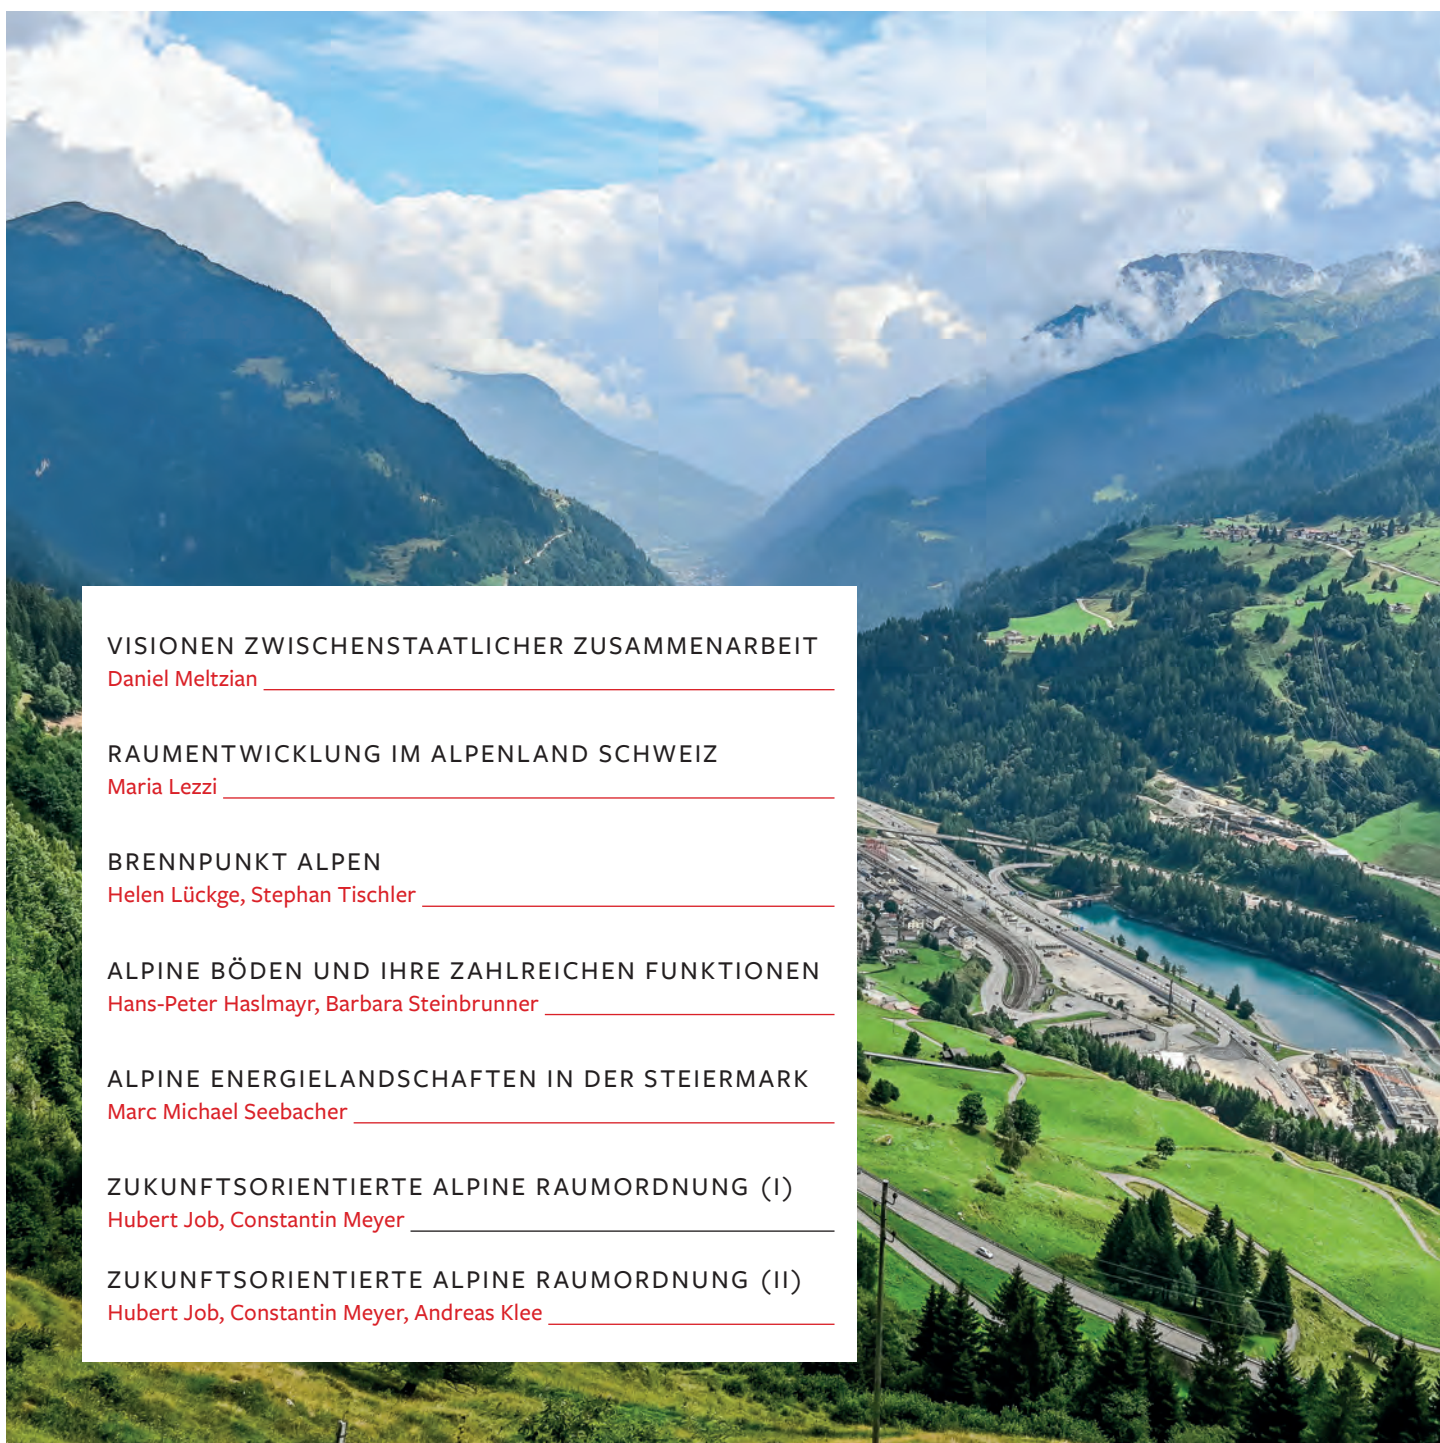 VISIONEN ZWISCHENSTAATLICHER ZUSAMMENARBEIT
Daniel Meltzian
RAUMENTWICKLUNG IM ALPENLAND SCHWEIZ
Maria Lezzi
BRENNPUNKT ALPEN
Helen Lückge, Stephan Tischler
ALPINE BÖDEN UND IHRE ZAHLREICHEN FUNKTIONEN
Hans-Peter Haslmayr, Barbara Steinbrunner
ALPINE ENERGIELANDSCHAFTEN IN DER STEIERMARK
Marc Michael Seebacher
ZUKUNFTSORIENTIERTE ALPINE RAUMORDNUNG (I)
Hubert Job, Constantin Meyer
ZUKUNFTSORIENTIERTE ALPINE RAUMORDNUNG (II)
Hubert Job, Constantin Meyer, Andreas Klee